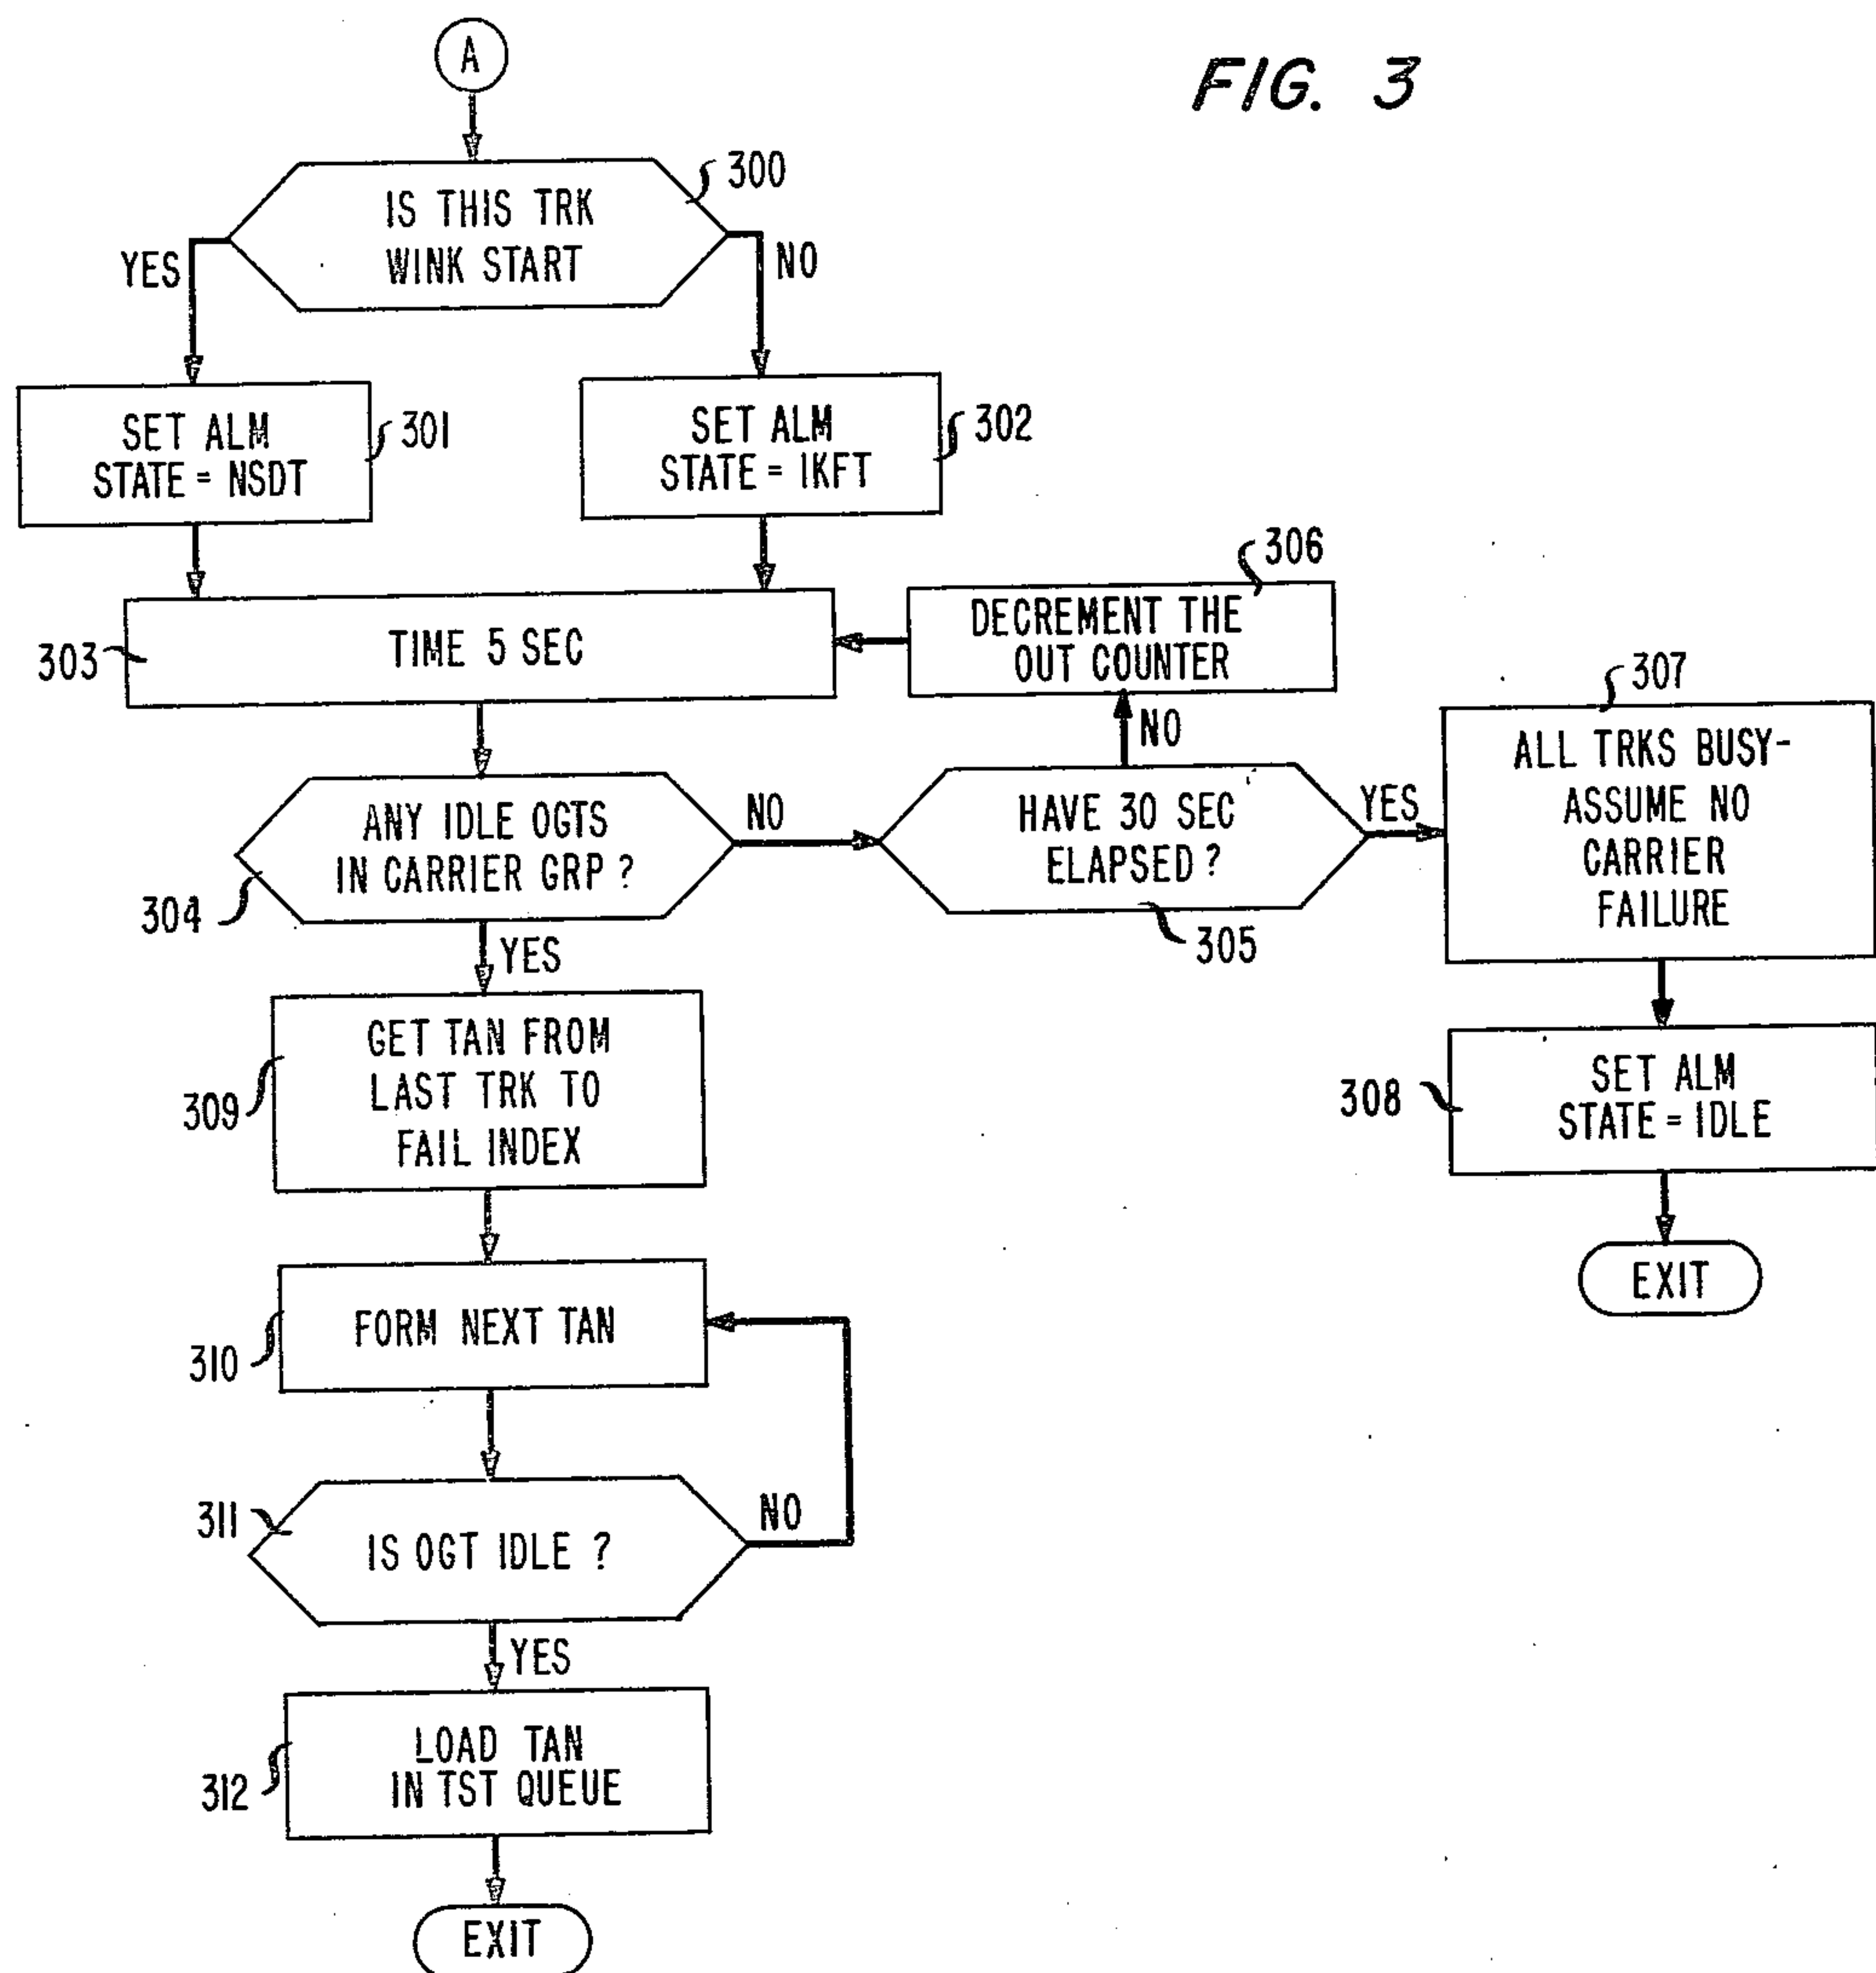 FIG. 3
A
300
IS THIS TRK
WINK START
YES
NO
SET ALM
STATE = NSDT
301
SET ALM
STATE = IKFT
302
303
TIME 5 SEC
306
DECREMENT THE
OUT COUNTER
NO
304
ANY IDLE OGTS
IN CARRIER GRP ?
NO
HAVE 30 SEC
ELAPSED ?
305
YES
307
ALL TRKS BUSY-
ASSUME NO
CARRIER
FAILURE
308
SET ALM
STATE = IDLE
EXIT
YES
309
GET TAN FROM
LAST TRK TO
FAIL INDEX
310
FORM NEXT TAN
311
IS OGT IDLE ?
NO
YES
312
LOAD TAN
IN TST QUEUE
EXIT